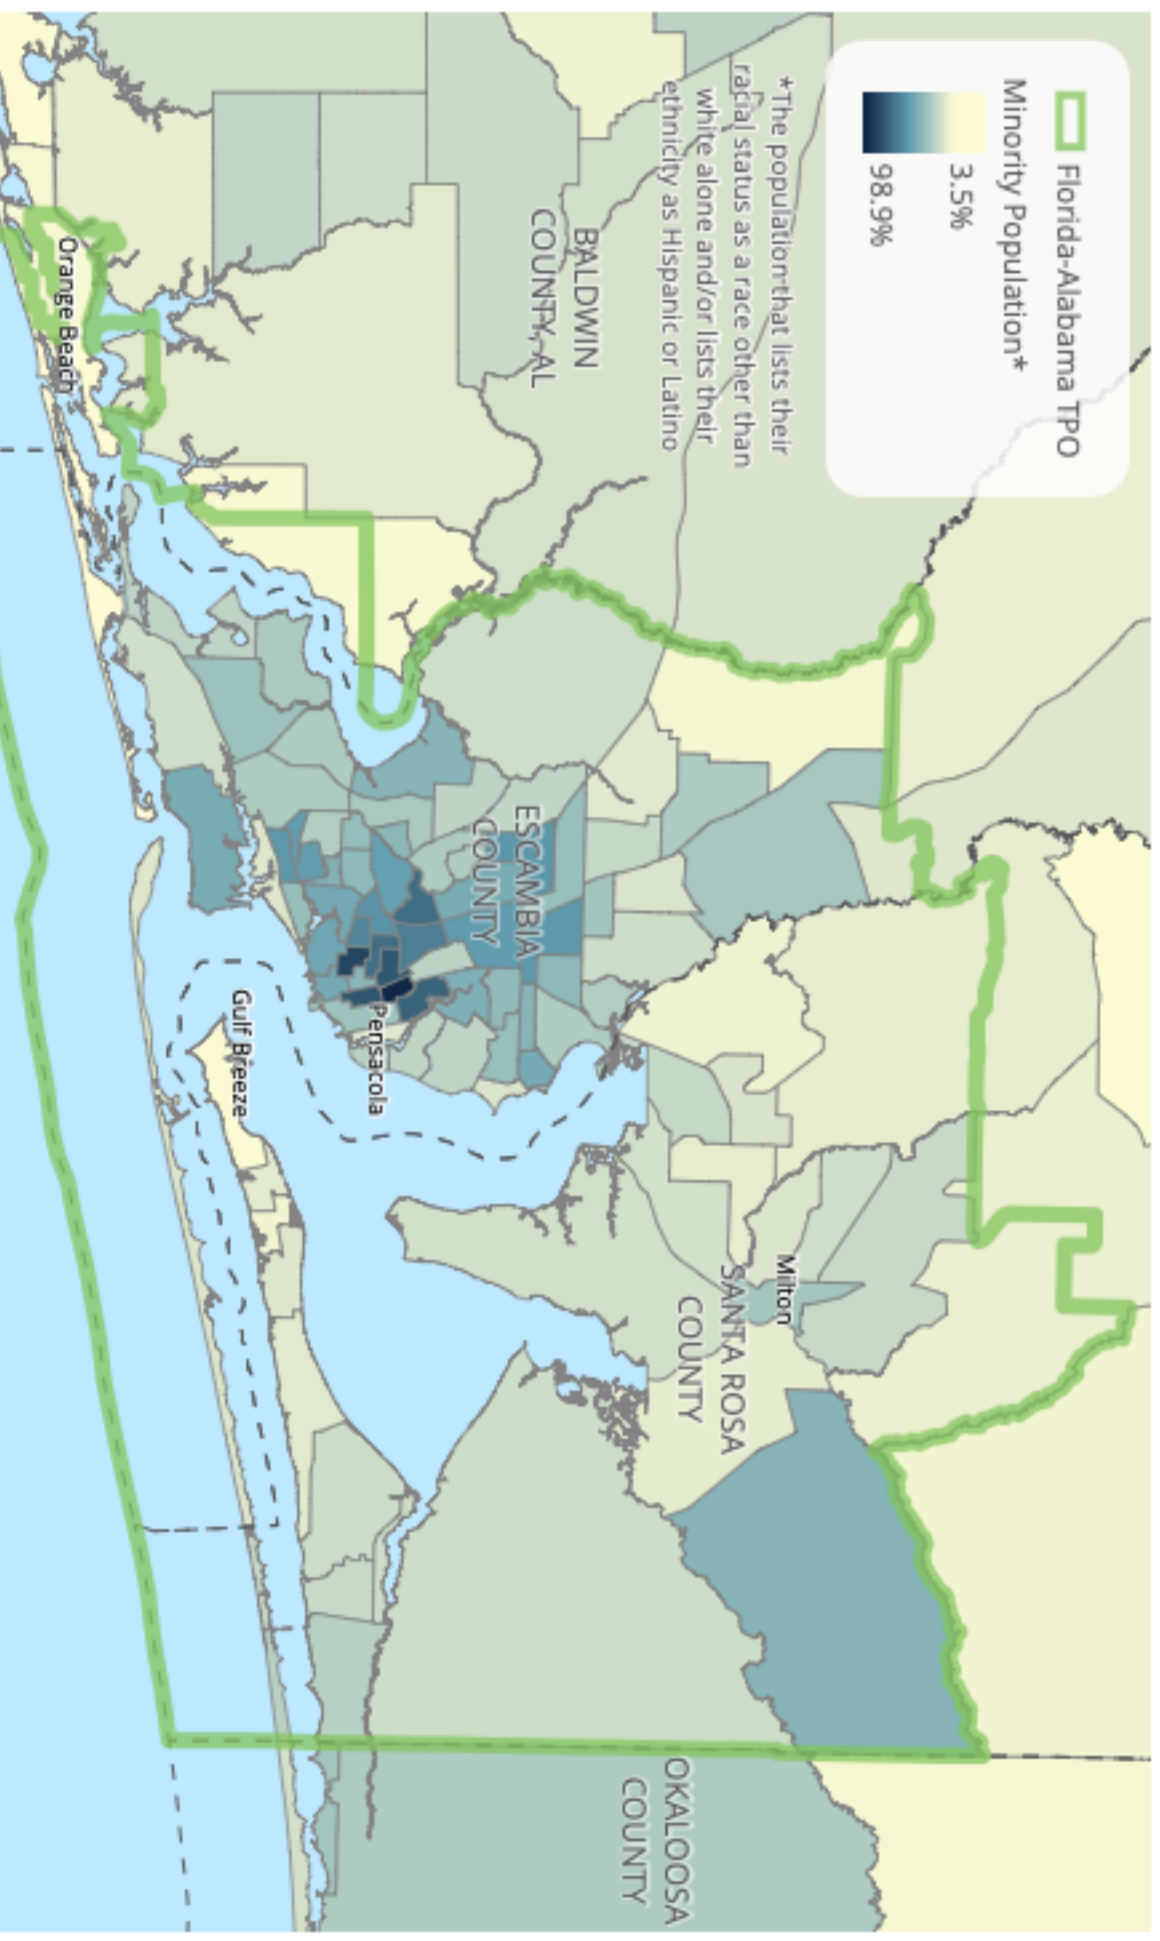 Florida-Alabama TPO
Minority Population*
3.5%
98.9%
*The population that lists their
racial status as a race other than
white alone and/or lists their
ethnicity as Hispanic or Latino
BALDWIN
COUNTY, AL
Orange Beach
ESCAMBIA
COUNTY
Pensacola
Gulf Breeze
Milton
SANTA ROSA
COUNTY
OKALOOSA
COUNTY